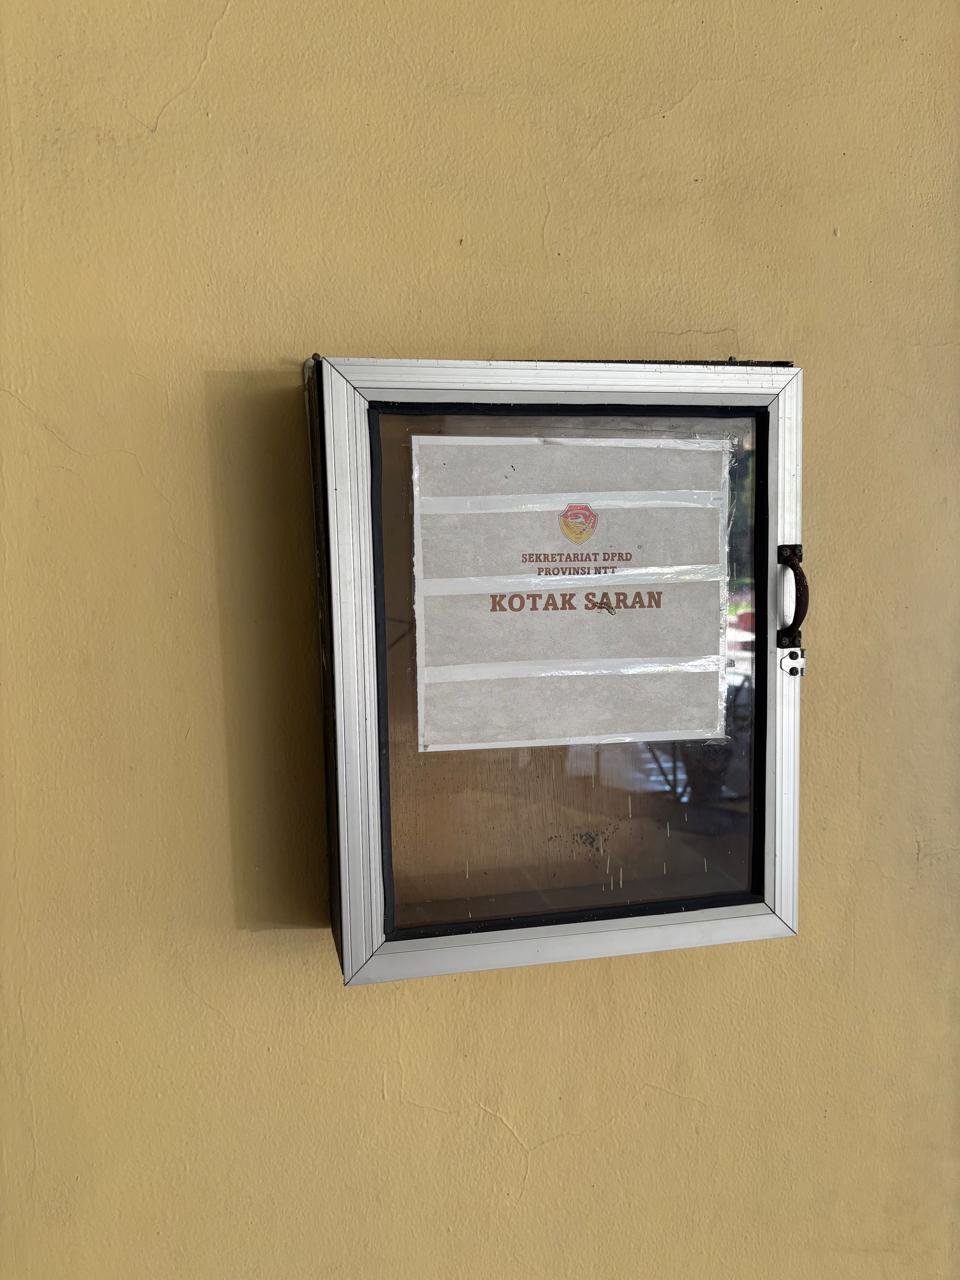 SEKRETARIAT DPRD
PROVINSI NTT
KOTAK SARAN